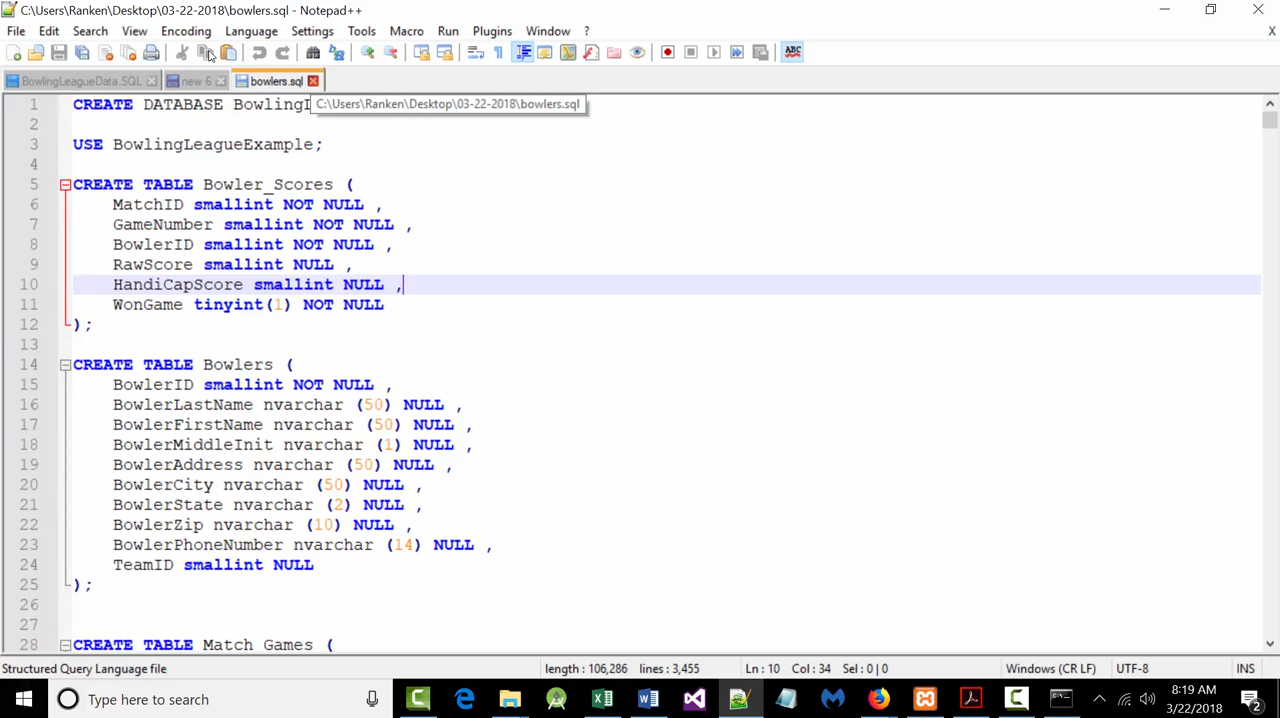 C:\Users\Ranken\Desktop\03-22-2018\bowlers.sql - Notepad++
File Edit Search View Encoding Language Settings Tools Macro Run Plugins Window ?
ABC
BowlingLeagueData.SQL new 6 bowlers.sql
1 CREATE DATABASE Bowling
C:\Users\Ranken\Desktop\03-22-2018\bowlers.sql
2
3 USE BowlingLeagueExample;
4
5 CREATE TABLE Bowler_Scores (
6 MatchID smallint NOT NULL ,
7 GameNumber smallint NOT NULL ,
8 BowlerID smallint NOT NULL ,
9 RawScore smallint NULL ,
10 HandiCapScore smallint NULL ,
11 WonGame tinyint(1) NOT NULL
12 );
13
14 CREATE TABLE Bowlers (
15 BowlerID smallint NOT NULL ,
16 BowlerLastName nvarchar (50) NULL ,
17 BowlerFirstName nvarchar (50) NULL ,
18 BowlerMiddleInit nvarchar (1) NULL ,
19 BowlerAddress nvarchar (50) NULL ,
20 BowlerCity nvarchar (50) NULL ,
21 BowlerState nvarchar (2) NULL ,
22 BowlerZip nvarchar (10) NULL ,
23 BowlerPhoneNumber nvarchar (14) NULL ,
24 TeamID smallint NULL
25 );
26
27
28 CREATE TABLE Match_Games (
Structured Query Language file length : 106,286 lines : 3,455 Ln : 10 Col : 34 Sel : 0 | 0 Windows (CR LF) UTF-8 INS
Type here to search
8:19 AM
3/22/2018
2